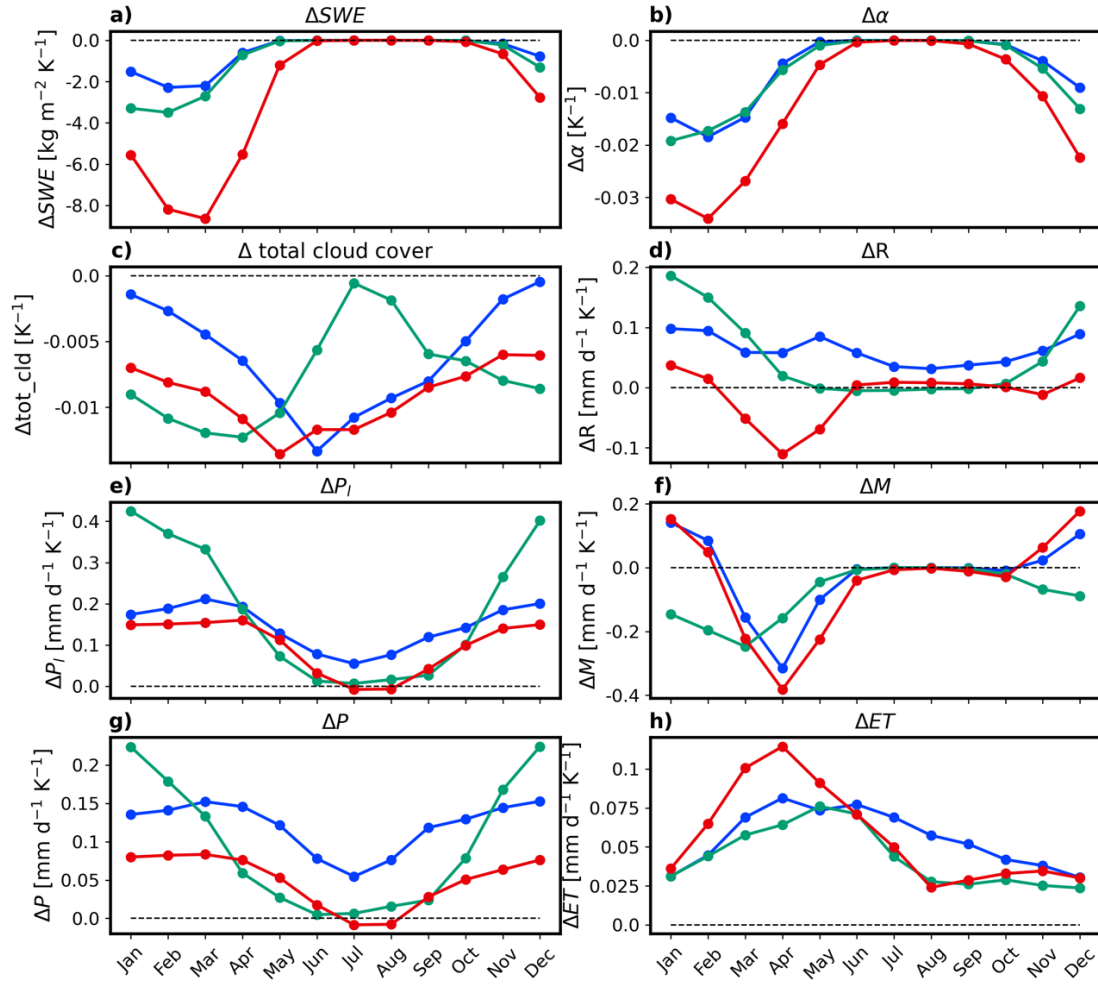 a) ΔSWE
0.0
-2.0
-4.0
-6.0
-8.0
ΔSWE [kg m⁻² K⁻¹]
b) Δα
0.0
-0.01
-0.02
-0.03
Δα [K⁻¹]
c) Δ total cloud cover
0.0
-0.005
-0.01
Δtot_cld [K⁻¹]
d) ΔR
0.2
0.1
0.0
-0.1
ΔR [mm d⁻¹ K⁻¹]
e) ΔPₗ
0.4
0.3
0.2
0.1
0.0
ΔPₗ [mm d⁻¹ K⁻¹]
f) ΔM
0.2
0.0
-0.2
-0.4
ΔM [mm d⁻¹ K⁻¹]
g) ΔP
0.2
0.15
0.1
0.05
0.0
ΔP [mm d⁻¹ K⁻¹]
Jan Feb Mar Apr May Jun Jul Aug Sep Oct Nov Dec
h) ΔET
0.1
0.075
0.05
0.025
0.0
ΔET [mm d⁻¹ K⁻¹]
Jan Feb Mar Apr May Jun Jul Aug Sep Oct Nov Dec